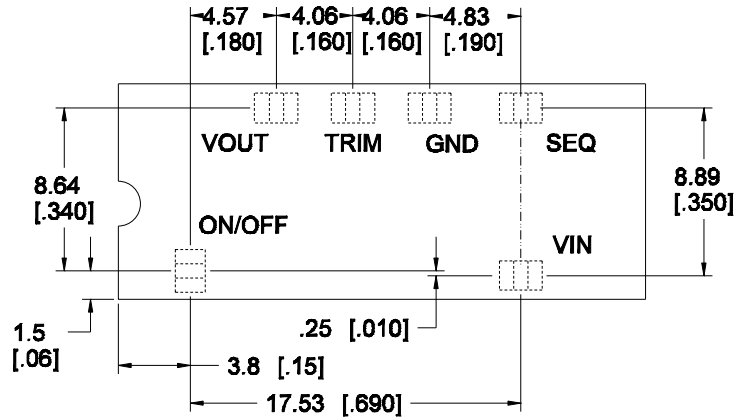 4.57 4.06 4.06 4.83
[.180] [.160] [.160] [.190]
VOUT TRIM GND SEQ
8.64
[.340]
8.89
[.350]
ON/OFF
VIN
1.5
[.06]
.25 [.010]
3.8 [.15]
17.53 [.690]